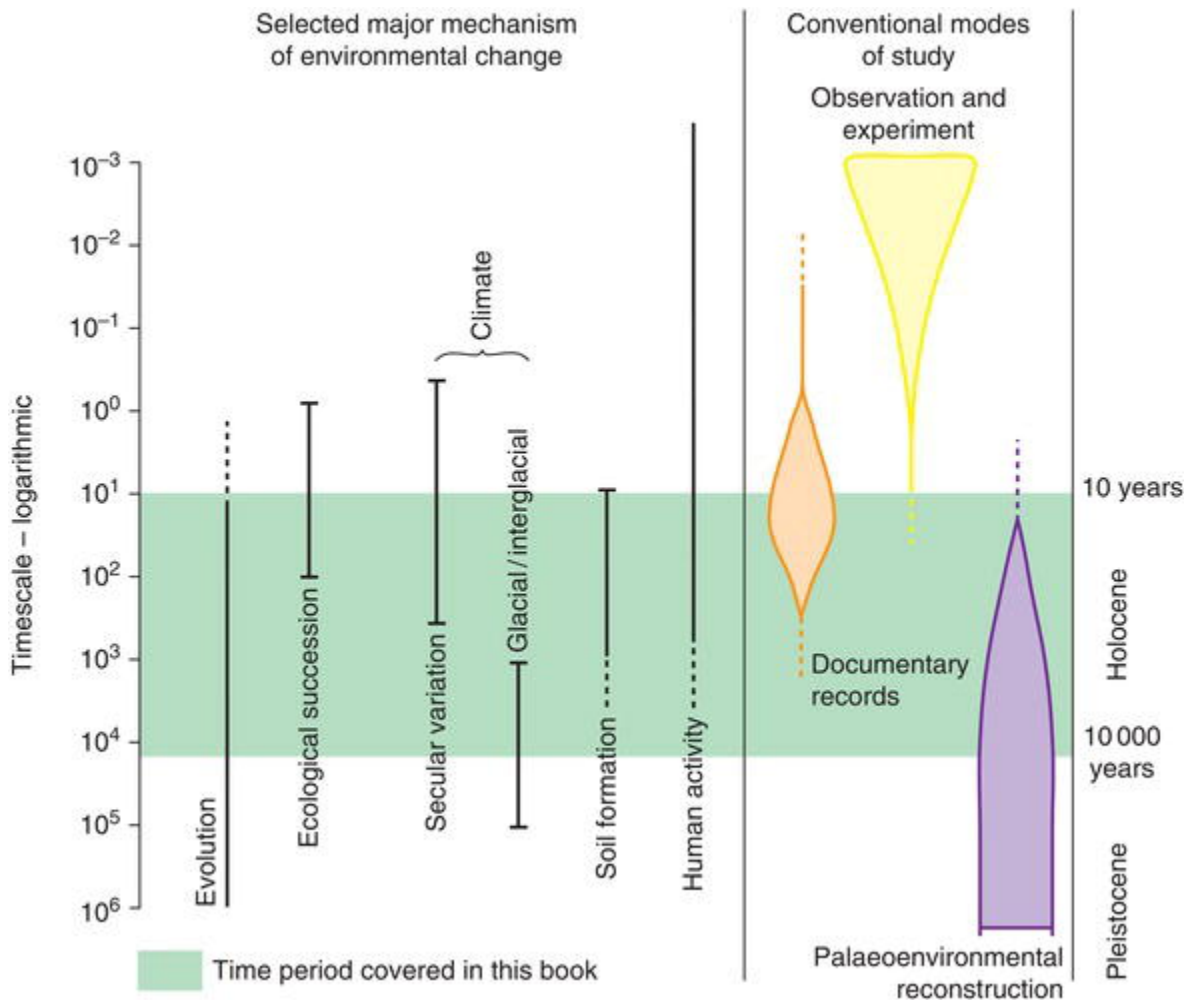 Selected major mechanism
of environmental change
Conventional modes
of study
Observation and
experiment
Timescale – logarithmic
10⁻³
10⁻²
10⁻¹
10⁰
10¹
10²
10³
10⁴
10⁵
10⁶
Evolution
Ecological succession
Secular variation
Climate
Glacial/interglacial
Soil formation
Human activity
Documentary
records
Palaeoenvironmental
reconstruction
10 years
Holocene
10 000
years
Pleistocene
Time period covered in this book